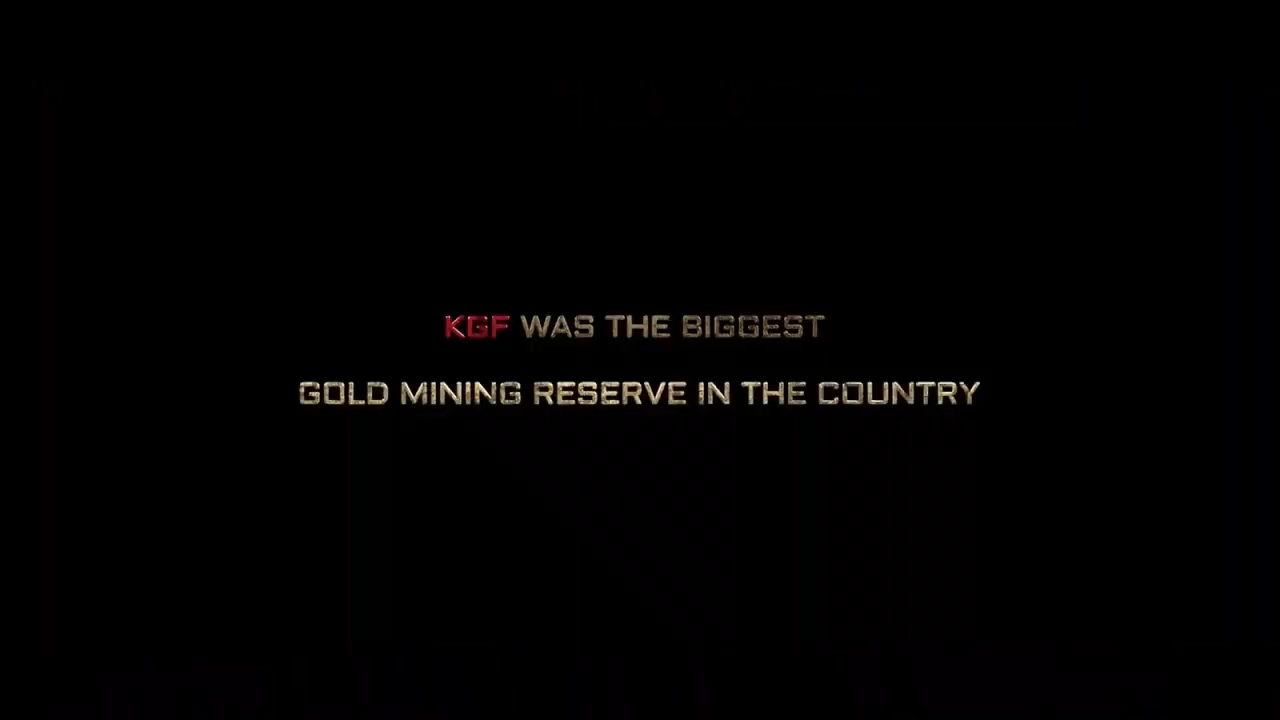 KGF WAS THE BIGGEST
GOLD MINING RESERVE IN THE COUNTRY